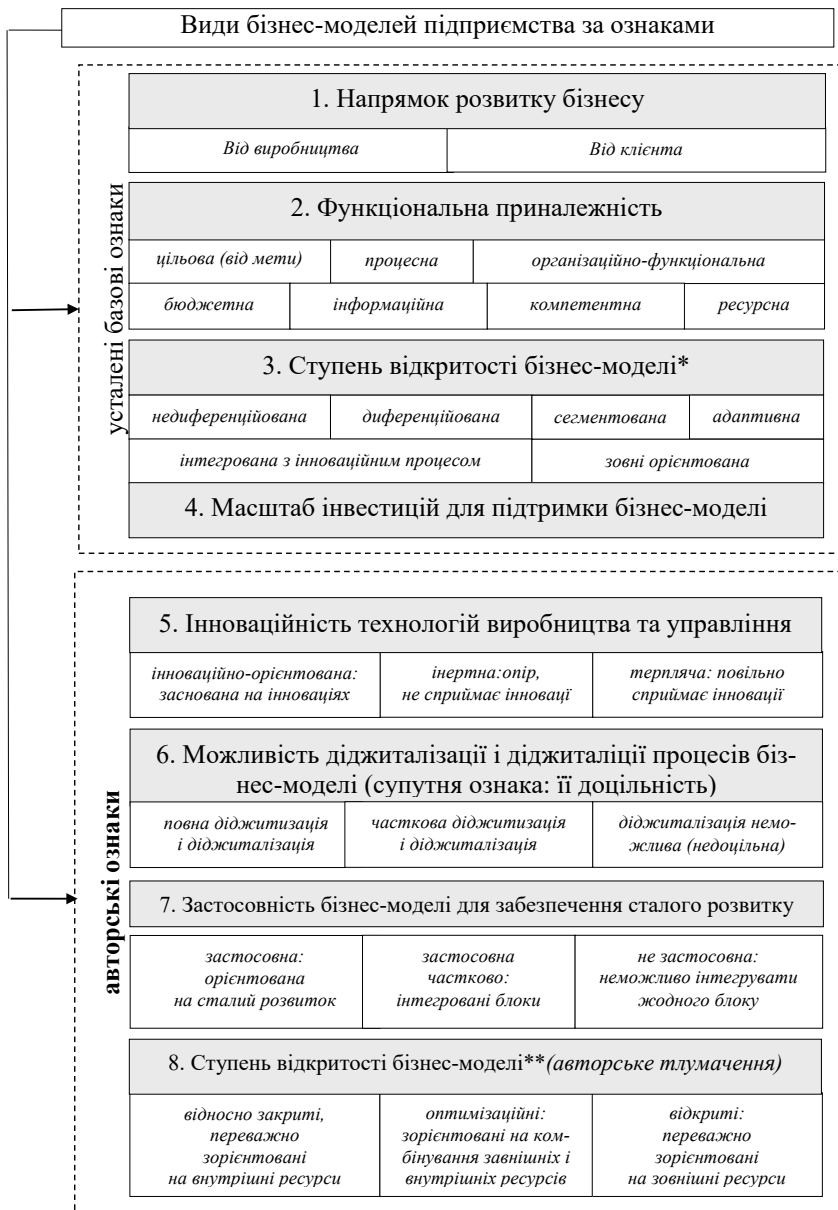 Види бізнес-моделей підприємства за ознаками
усталені базові ознаки
1. Напрямок розвитку бізнесу
Від виробництва
Від клієнта
2. Функціональна приналежність
цільова (від мети)
процесна
організаційно-функціональна
бюджетна
інформаційна
компетентна
ресурсна
3. Ступень відкритості бізнес-моделі*
недиференційована
диференційована
сегментована
адаптивна
інтегрована з інноваційним процесом
зовні орієнтована
4. Масштаб інвестицій для підтримки бізнес-моделі
авторські ознаки
5. Інноваційність технологій виробництва та управління
інноваційно-орієнтована:
заснована на інноваціях
інертна:опір,
не сприймає інновацї
терпляча: повільно
сприймає інновації
6. Можливість діджиталізації і діджиталіції процесів біз-
нес-моделі (супутня ознака: її доцільність)
повна діджитизація
і діджиталізація
часткова діджитизація
і діджиталізація
діджиталізація немо-
жлива (недоцільна)
7. Застосовність бізнес-моделі для забезпечення сталого розвитку
застосовна:
орієнтована
на сталий розвиток
застосовна
частково:
інтегровані блоки
не застосовна:
неможливо інтегрувати
жодного блоку
8. Ступень відкритості бізнес-моделі**(авторське тлумачення)
відносно закриті,
переважно
зорієнтовані
на внутрішні ресурси
оптимізаційні:
зорієнтовані на ком-
бінування завнішніх і
внутрішніх ресурсів
відкриті:
переважно
зорієнтовані
на зовнішні ресурси